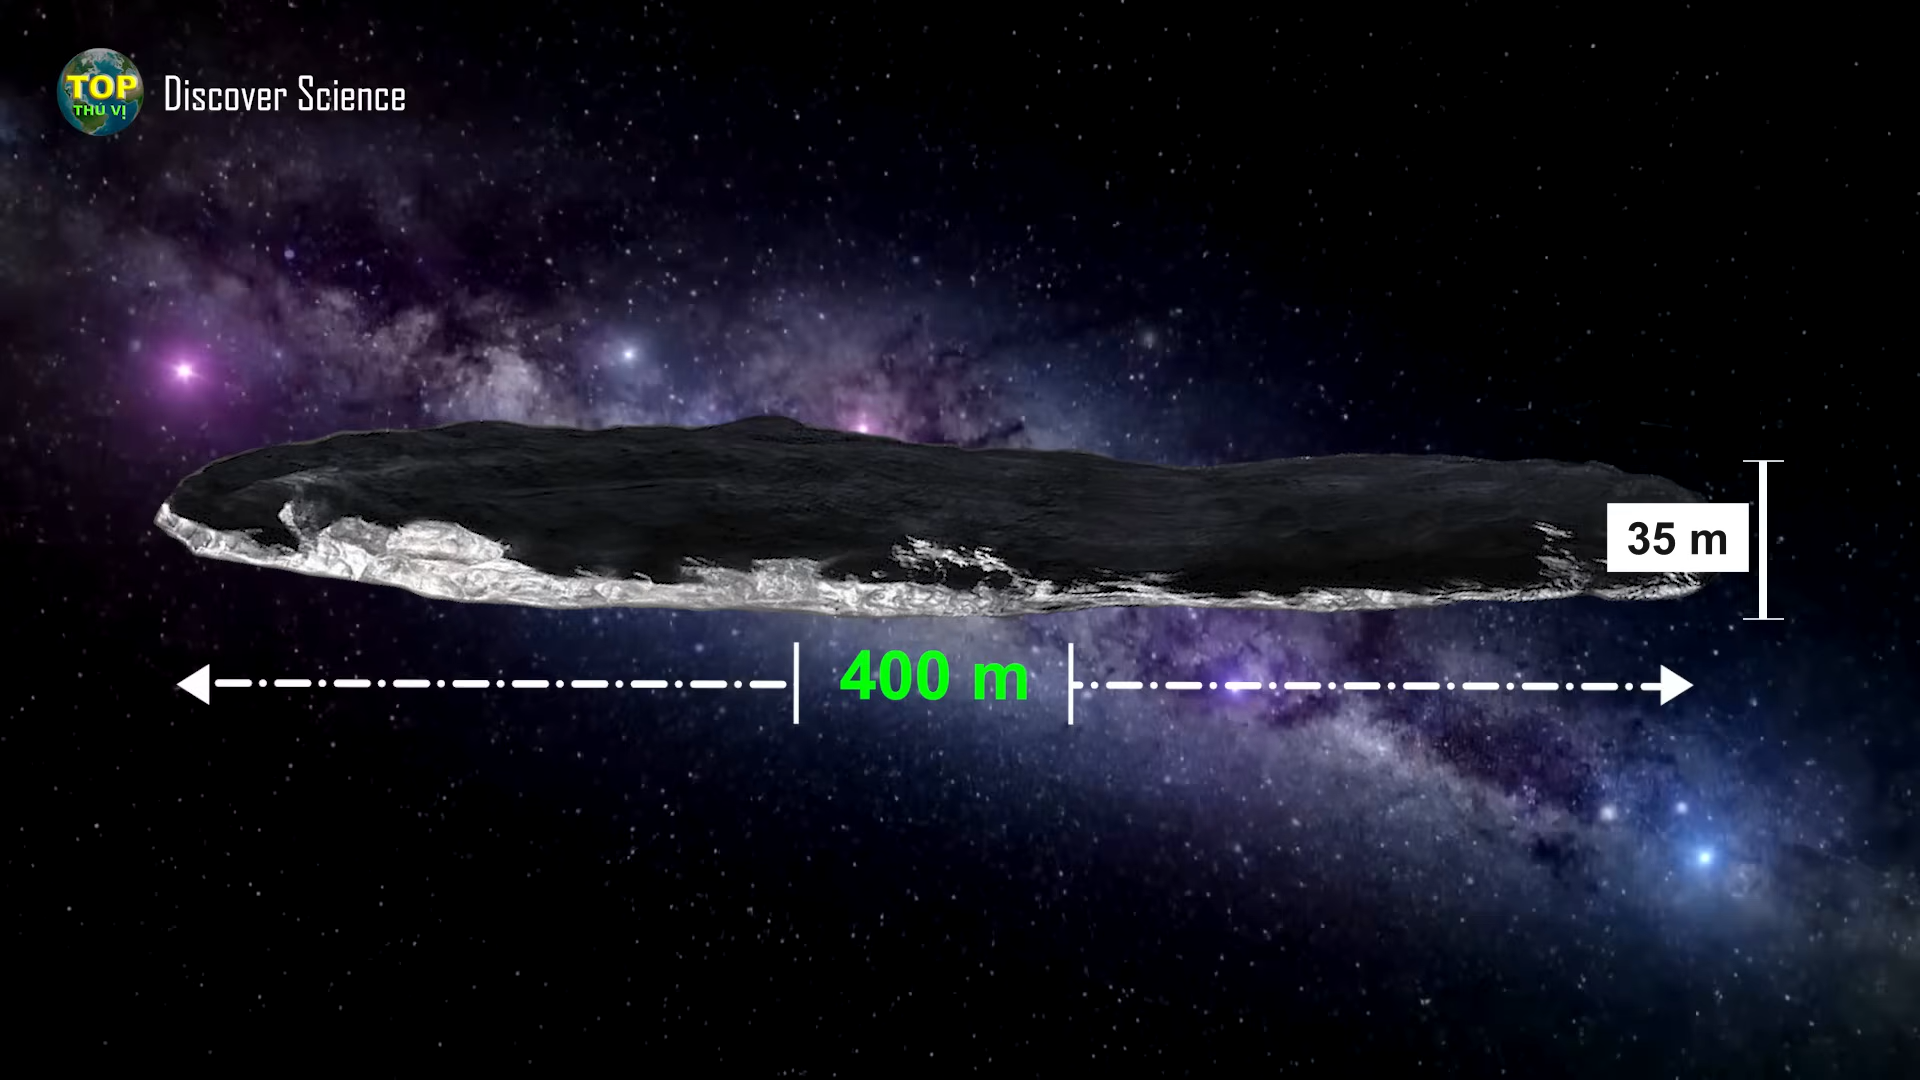 TOP
THÚ VỊ
Discover Science
35 m
400 m